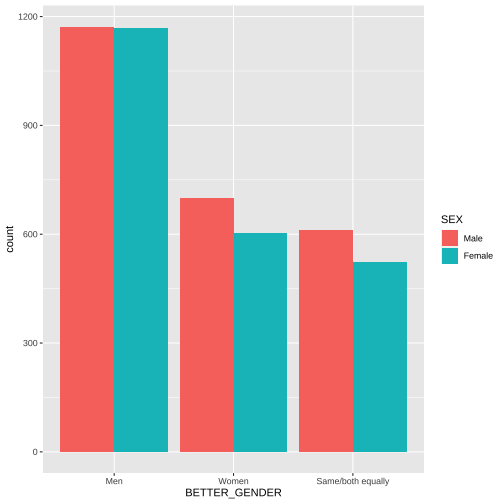 1200
900
600
300
0
count
Men
Women
Same/both equally
BETTER_GENDER
SEX
Male
Female